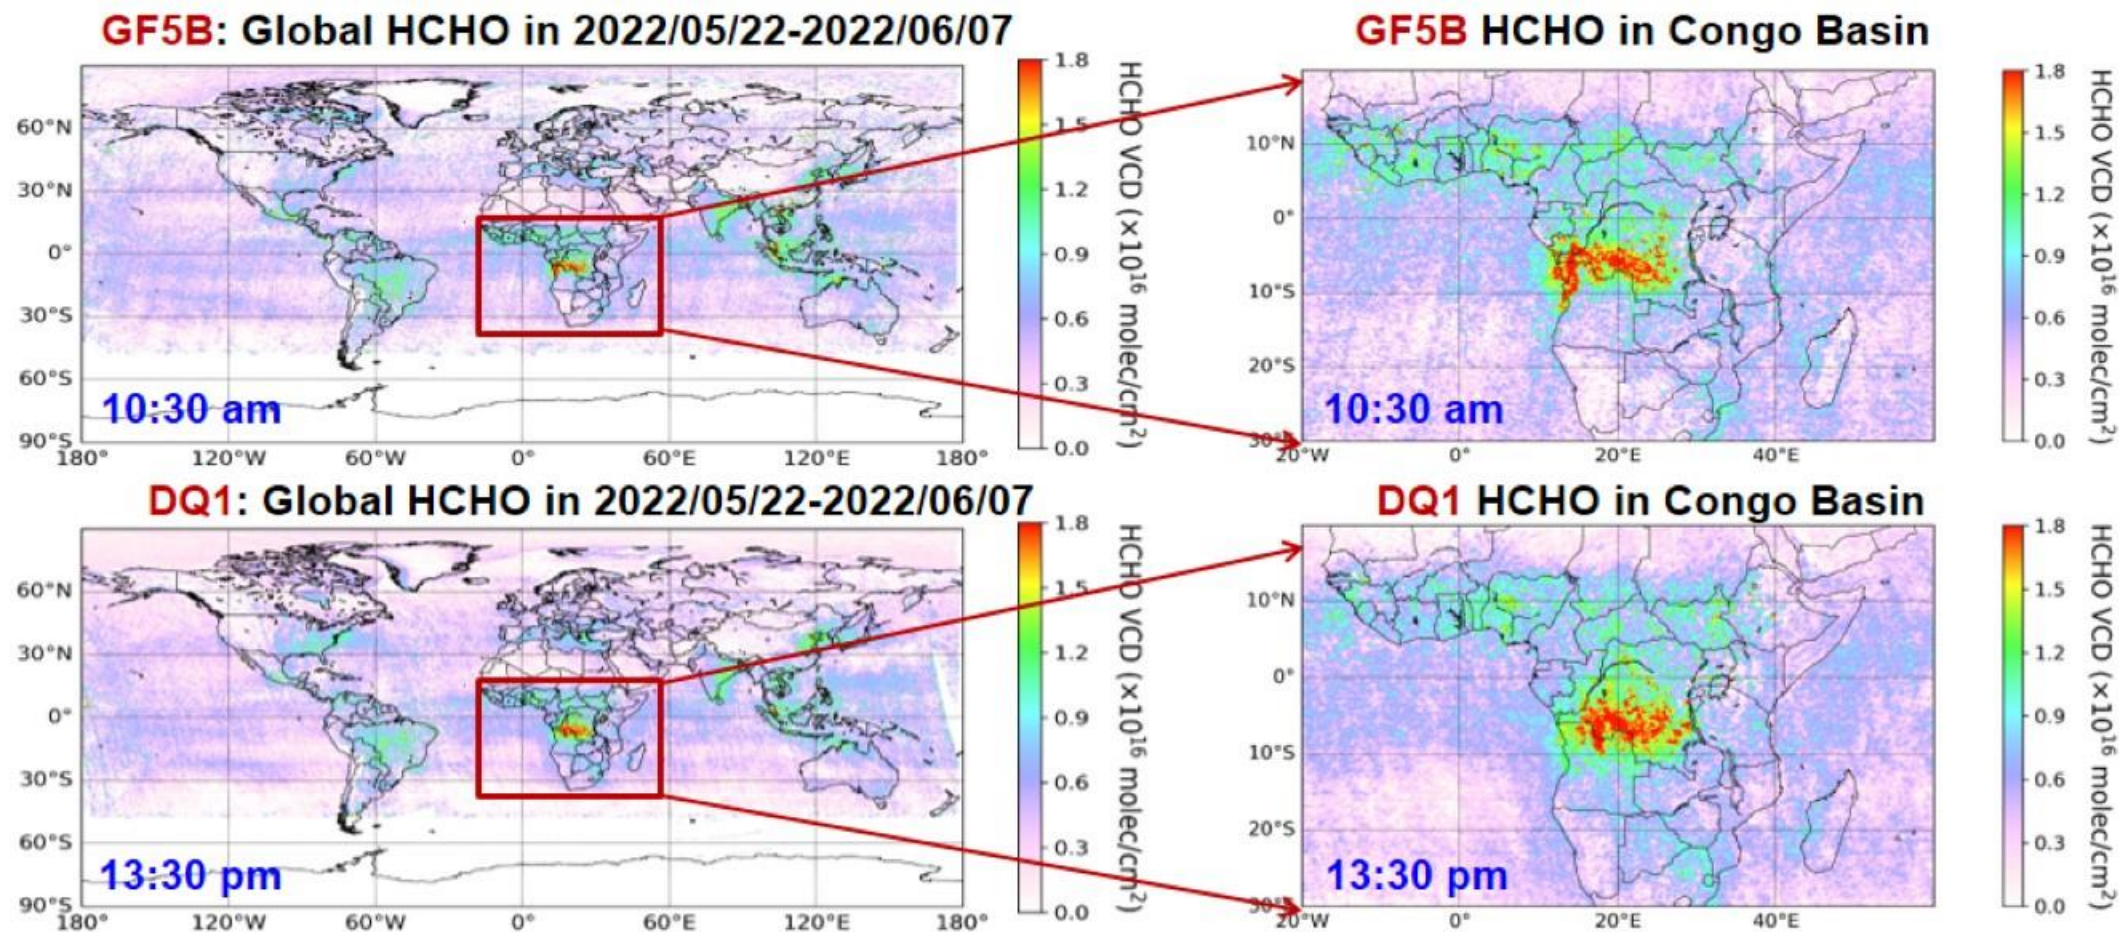 GF5B: Global HCHO in 2022/05/22-2022/06/07
60°N
30°N
0°
30°S
60°S
90°S
180°
120°W
60°W
0°
60°E
120°E
180°
10:30 am
1.8
1.5
1.2
0.9
0.6
0.3
0.0
HCHO VCD (×10¹⁶ molec/cm²)
GF5B HCHO in Congo Basin
10°N
0°
10°S
20°S
30°S
20°W
0°
20°E
40°E
10:30 am
1.8
1.5
1.2
0.9
0.6
0.3
0.0
HCHO VCD (×10¹⁶ molec/cm²)
DQ1: Global HCHO in 2022/05/22-2022/06/07
60°N
30°N
0°
30°S
60°S
90°S
180°
120°W
60°W
0°
60°E
120°E
180°
13:30 pm
1.8
1.5
1.2
0.9
0.6
0.3
0.0
HCHO VCD (×10¹⁶ molec/cm²)
DQ1 HCHO in Congo Basin
10°N
0°
10°S
20°S
30°S
20°W
0°
20°E
40°E
13:30 pm
1.8
1.5
1.2
0.9
0.6
0.3
0.0
HCHO VCD (×10¹⁶ molec/cm²)